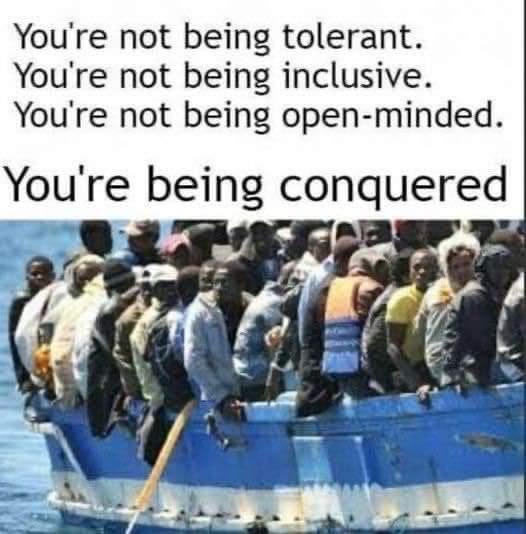 You're not being tolerant.
You're not being inclusive.
You're not being open-minded.
You're being conquered